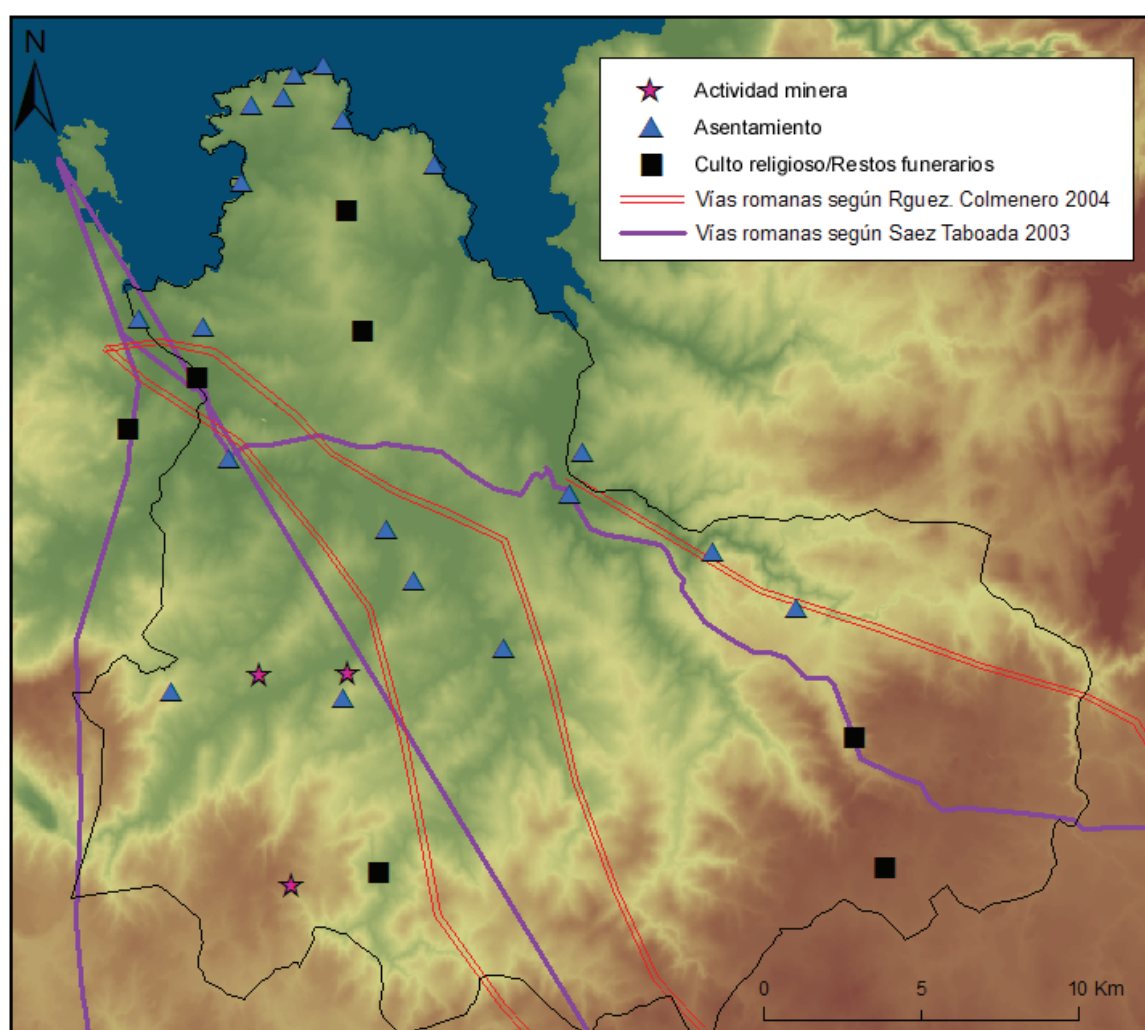 N
Actividad minera
Asentamiento
Culto religioso/Restos funerarios
Vías romanas según Rguez. Colmenero 2004
Vías romanas según Saez Taboada 2003
0 5 10 Km